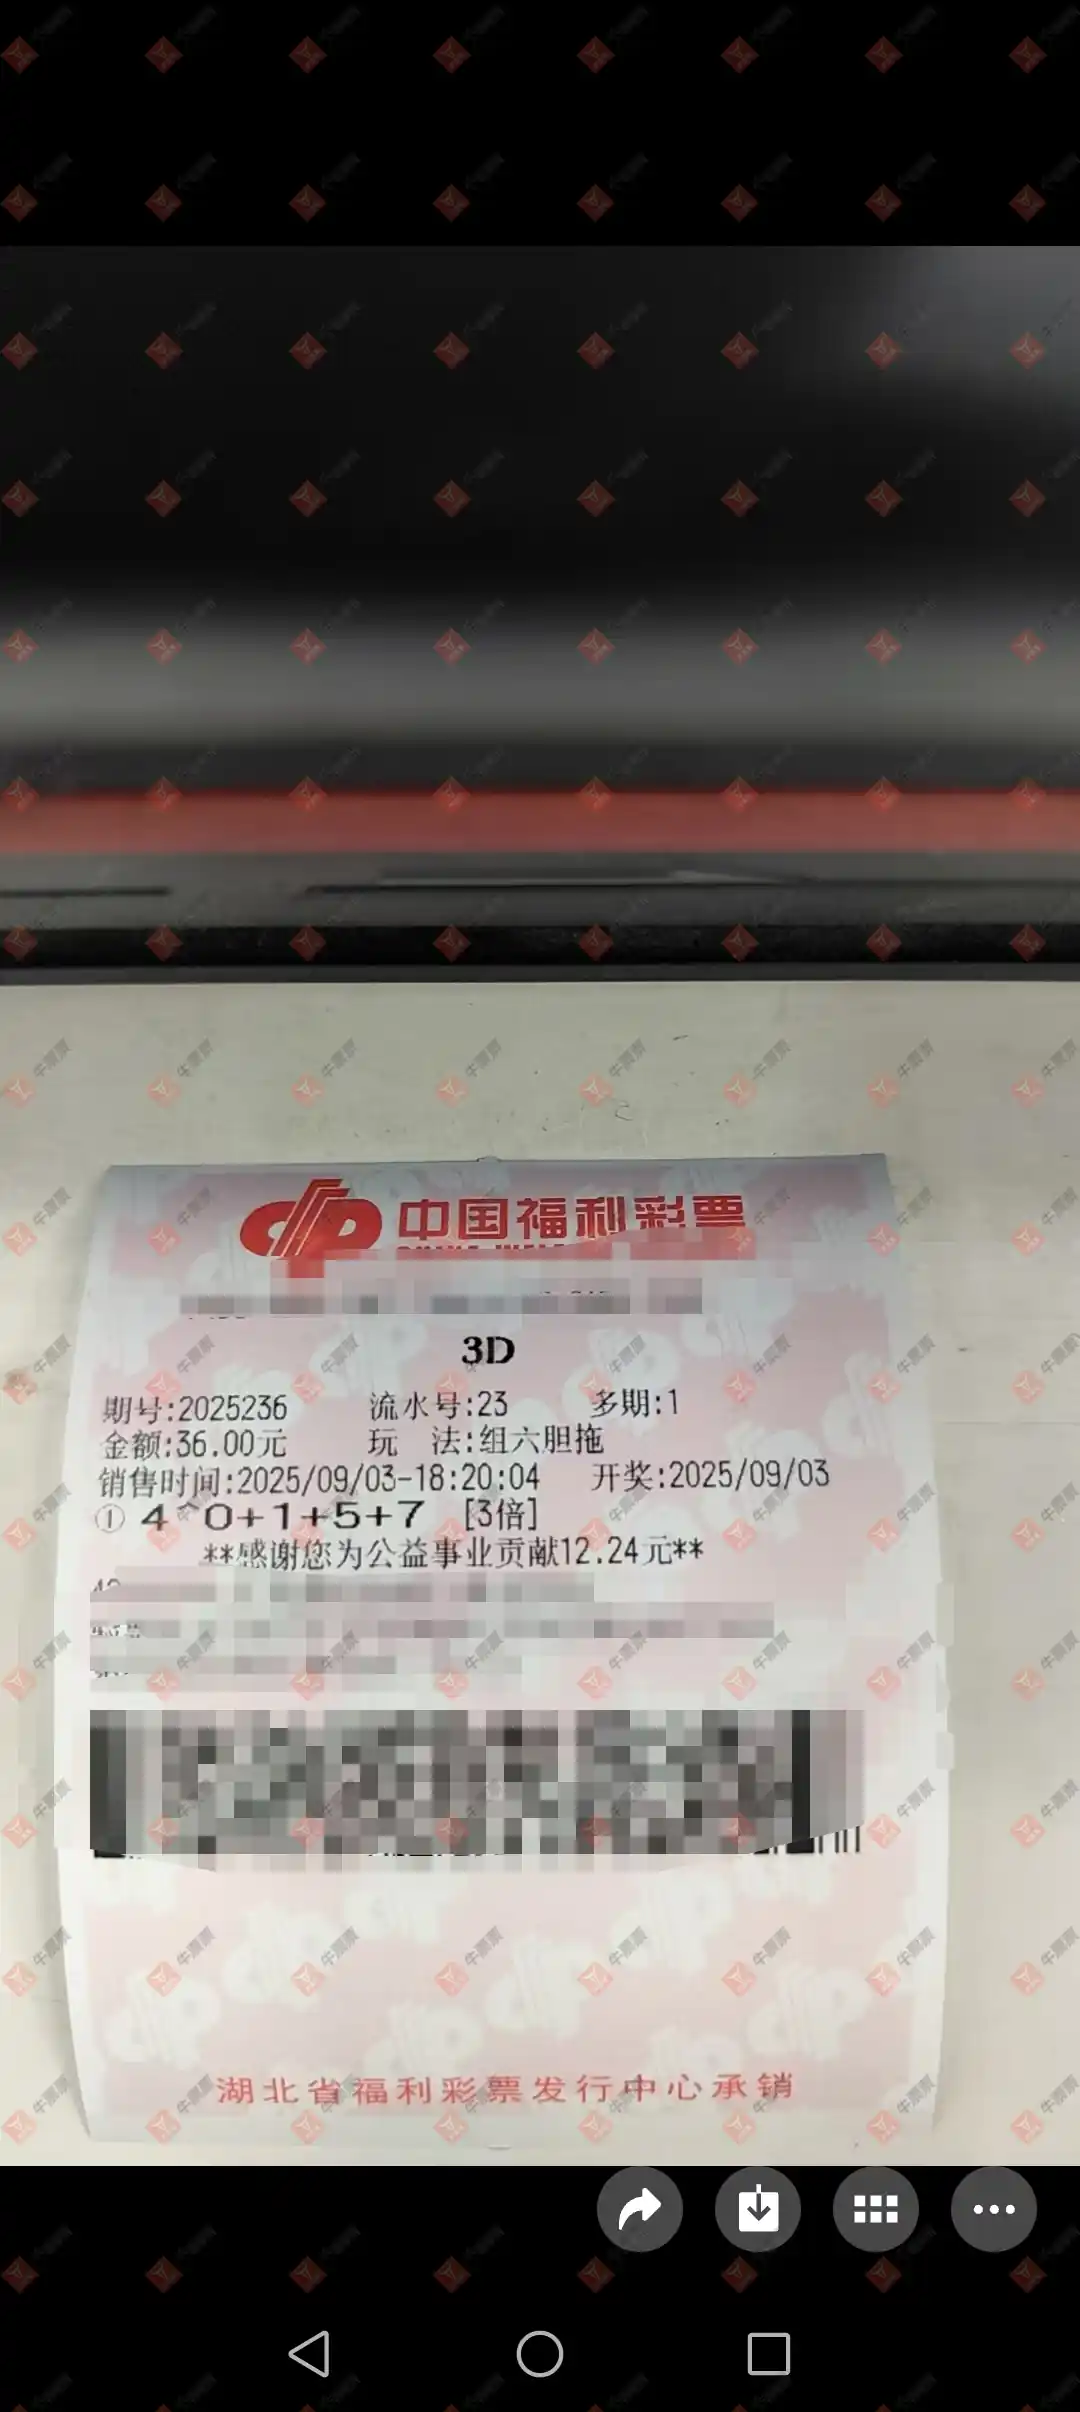 中国福利彩票
3D
期号:2025236 流水号:23 多期:1
金额:36.00元 玩 法:组六胆拖
销售时间:2025/09/03-18:20:04 开奖:2025/09/03
① 4^0+1+5+7 [3倍]
**感谢您为公益事业贡献12.24元**
湖北省福利彩票发行中心承销
牛票票